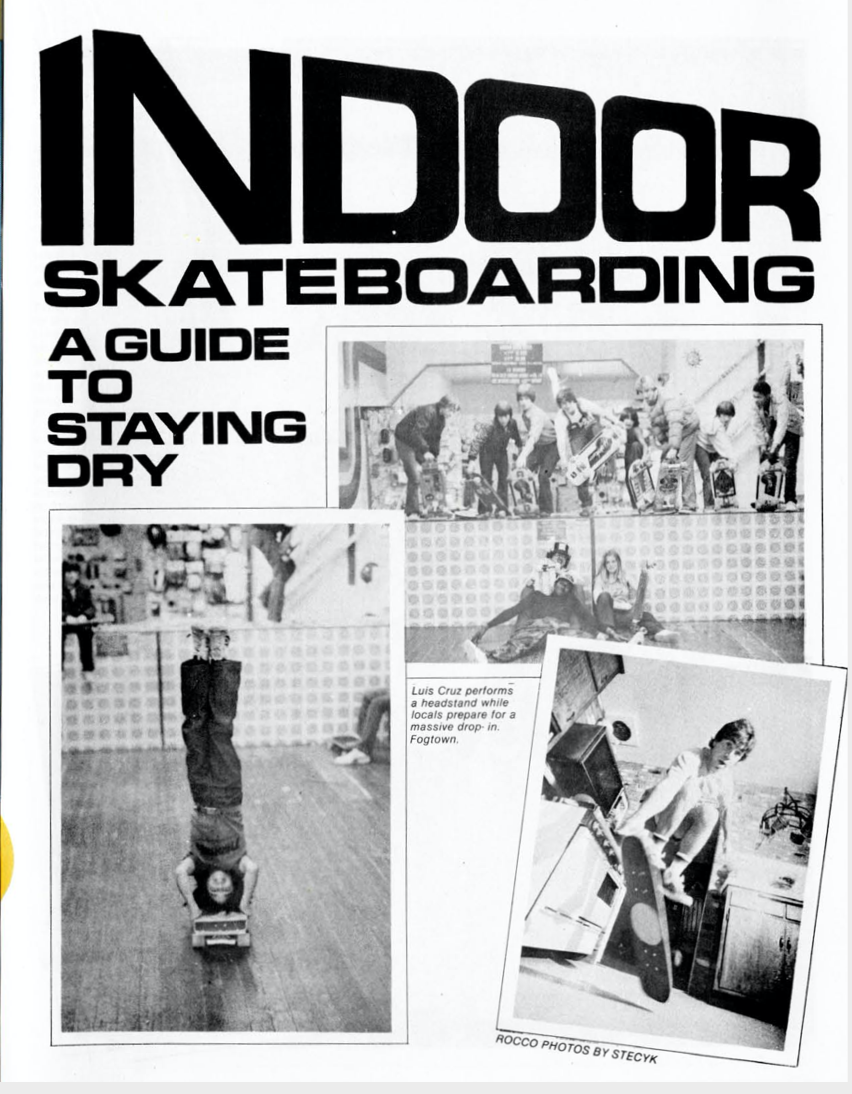 INDOOR
SKATEBOARDING
A GUIDE
TO
STAYING
DRY
Luis Cruz performs
a headstand while
locals prepare for a
massive drop- in.
Fogtown.
ROCCO PHOTOS BY STECYK